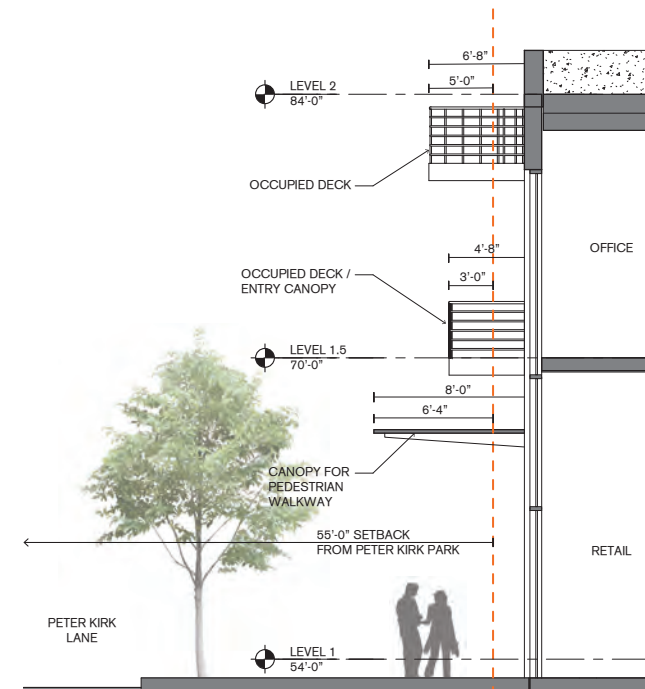 6'-8"
5'-0"
LEVEL 2
84'-0"
OCCUPIED DECK
4'-8"
OFFICE
OCCUPIED DECK /
ENTRY CANOPY
3'-0"
LEVEL 1.5
70'-0"
8'-0"
6'-4"
CANOPY FOR
PEDESTRIAN
WALKWAY
55'-0" SETBACK
FROM PETER KIRK PARK
RETAIL
PETER KIRK
LANE
LEVEL 1
54'-0"